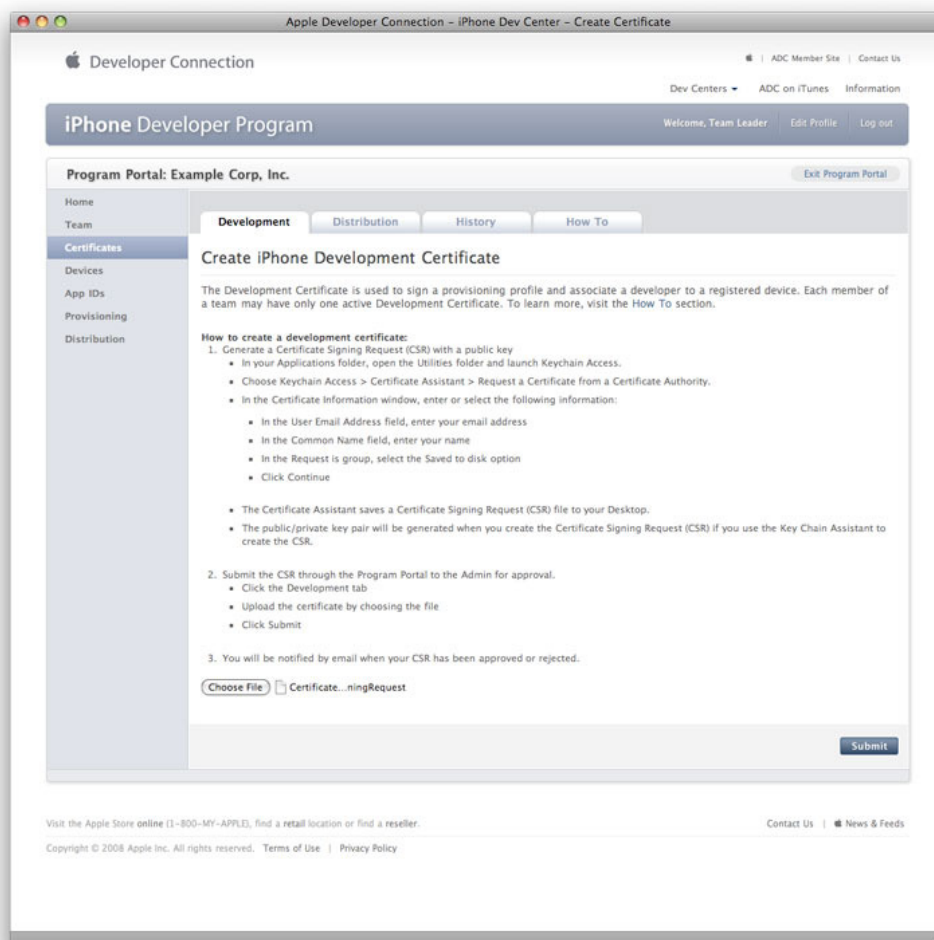 Apple Developer Connection – iPhone Dev Center – Create Certificate
Developer Connection
| ADC Member Site | Contact Us
Dev Centers ADC on iTunes Information
iPhone Developer Program
Welcome, Team Leader Edit Profile Log out
Program Portal: Example Corp, Inc.
Exit Program Portal
Home
Team
Certificates
Devices
App IDs
Provisioning
Distribution
Development Distribution History How To
Create iPhone Development Certificate
The Development Certificate is used to sign a provisioning profile and associate a developer to a registered device. Each member of
a team may have only one active Development Certificate. To learn more, visit the How To section.
How to create a development certificate:
1. Generate a Certificate Signing Request (CSR) with a public key
In your Applications folder, open the Utilities folder and launch Keychain Access.
Choose Keychain Access > Certificate Assistant > Request a Certificate from a Certificate Authority.
In the Certificate Information window, enter or select the following information:
In the User Email Address field, enter your email address
In the Common Name field, enter your name
In the Request is group, select the Saved to disk option
Click Continue
The Certificate Assistant saves a Certificate Signing Request (CSR) file to your Desktop.
The public/private key pair will be generated when you create the Certificate Signing Request (CSR) if you use the Key Chain Assistant to
create the CSR.
2. Submit the CSR through the Program Portal to the Admin for approval.
Click the Development tab
Upload the certificate by choosing the file
Click Submit
3. You will be notified by email when your CSR has been approved or rejected.
Choose File Certificate...ningRequest
Submit
Visit the Apple Store online (1-800-MY-APPLE), find a retail location or find a reseller.
Contact Us | News & Feeds
Copyright © 2008 Apple Inc. All rights reserved. Terms of Use | Privacy Policy